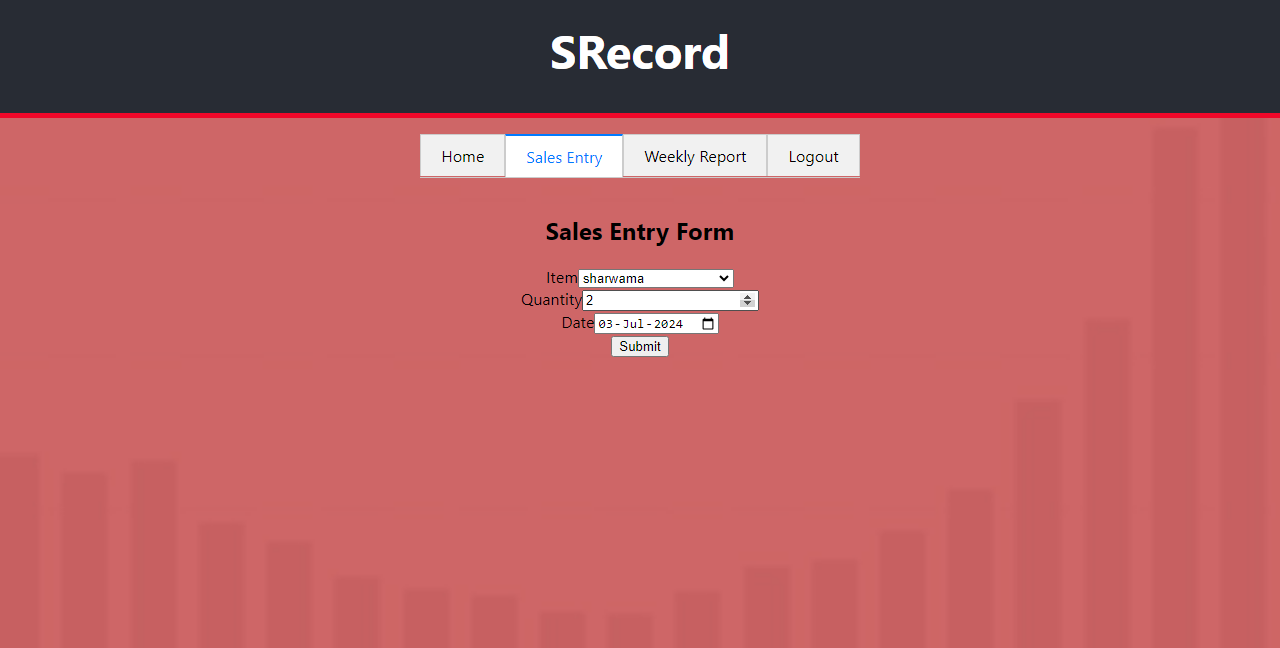 SRecord
Home Sales Entry Weekly Report Logout
Sales Entry Form
Item sharwama
Quantity 2
Date 03-Jul-2024
Submit